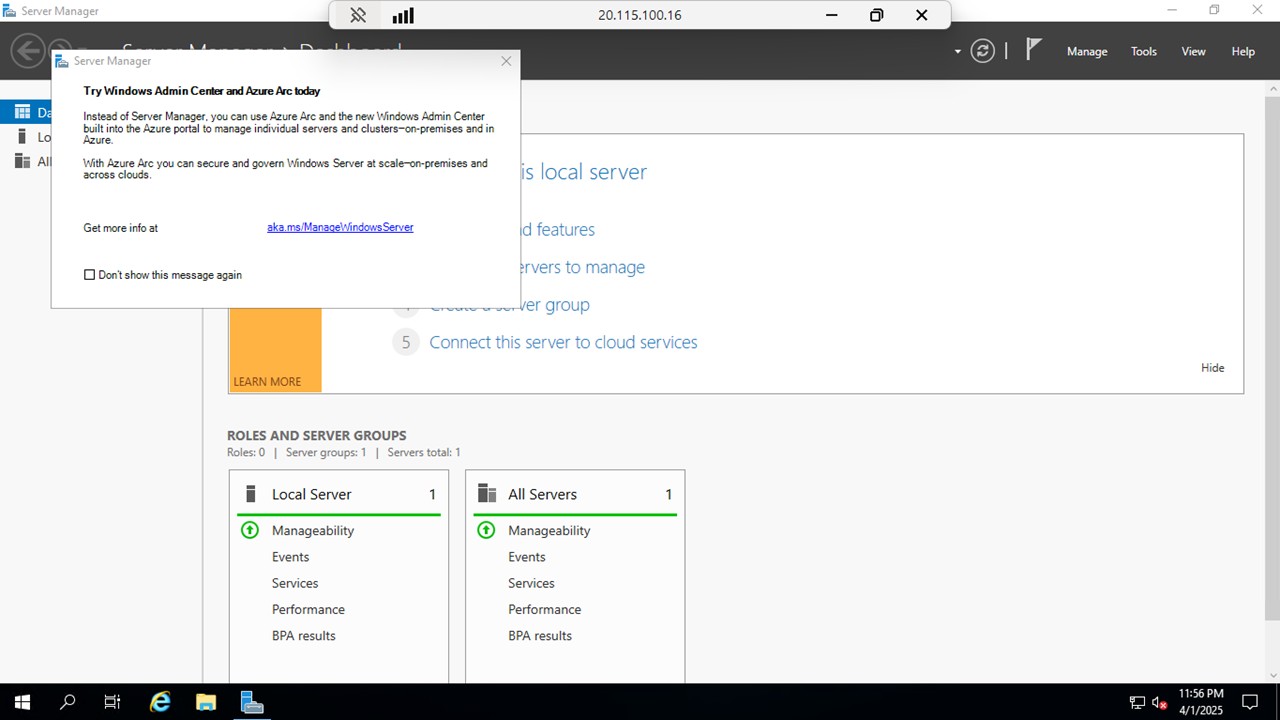 Server Manager
20.115.100.16
Manage Tools View Help
Server Manager
Try Windows Admin Center and Azure Arc today
Instead of Server Manager, you can use Azure Arc and the new Windows Admin Center
built into the Azure portal to manage individual servers and clusters–on-premises and in
Azure.
With Azure Arc you can secure and govern Windows Server at scale–on-premises and
across clouds.
Get more info at aka.ms/ManageWindowsServer
Don't show this message again
Da
Lo
All
is local server
d features
ervers to manage
Create a server group
5 Connect this server to cloud services
LEARN MORE
Hide
ROLES AND SERVER GROUPS
Roles: 0 | Server groups: 1 | Servers total: 1
Local Server 1
Manageability
Events
Services
Performance
BPA results
All Servers 1
Manageability
Events
Services
Performance
BPA results
11:56 PM
4/1/2025